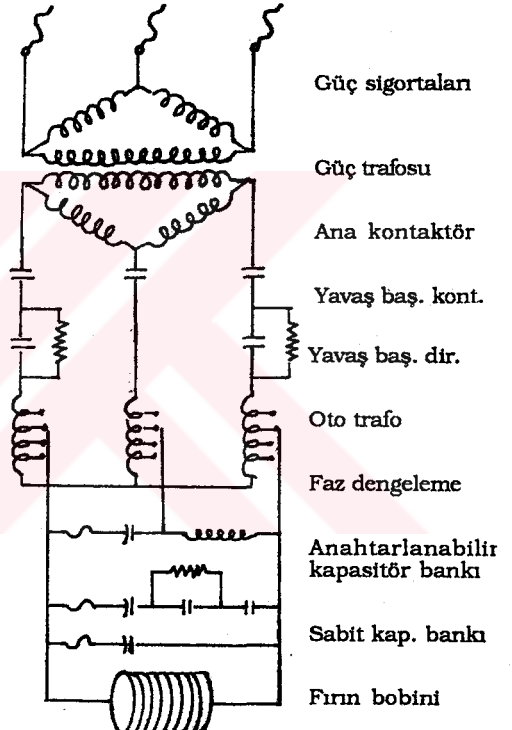 Güç sigortaları
Güç trafosu
Ana kontaktör
Yavaş baş. kont.
Yavaş baş. dir.
Oto trafo
Faz dengeleme
Anahtarlanabilir
kapasitör bankı
Sabit kap. bankı
Fırın bobini